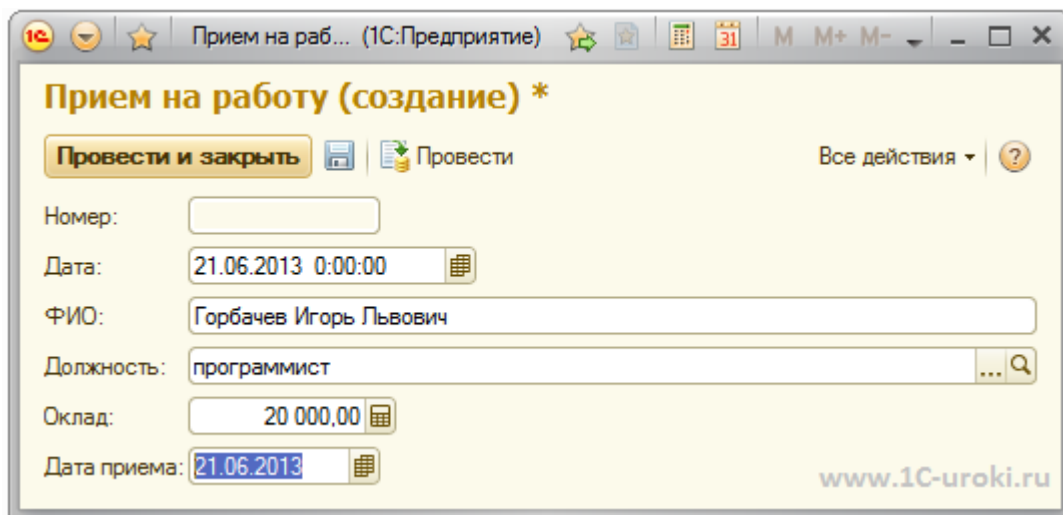 1С Прием на раб... (1С:Предприятие) 31 M M+ M-
Прием на работу (создание) *
Провести и закрыть Провести Все действия ?
Номер:
Дата: 21.06.2013 0:00:00
ФИО: Горбачев Игорь Львович
Должность: программист ...
Оклад: 20 000,00
Дата приема: 21.06.2013
www.1C-uroki.ru